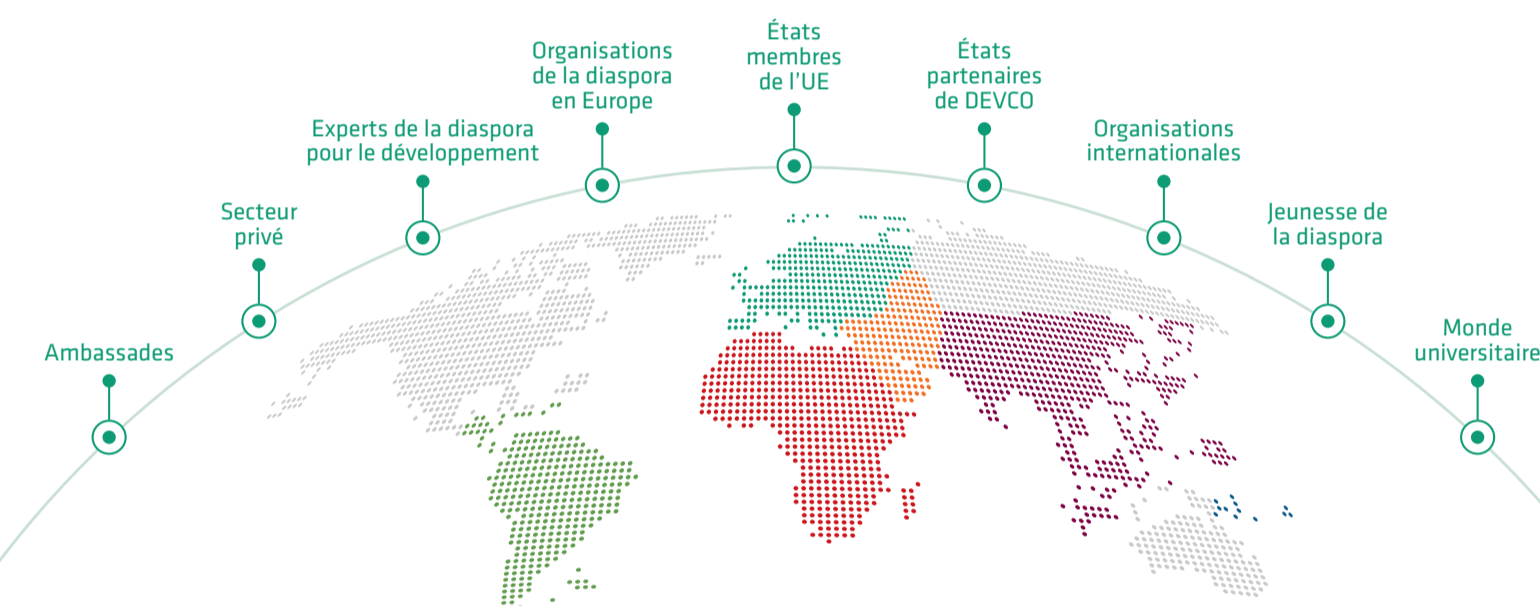 Ambassades
Secteur
privé
Experts de la diaspora
pour le développement
Organisations
de la diaspora
en Europe
États
membres
de l’UE
États
partenaires
de DEVCO
Organisations
internationales
Jeunesse de
la diaspora
Monde
universitaire